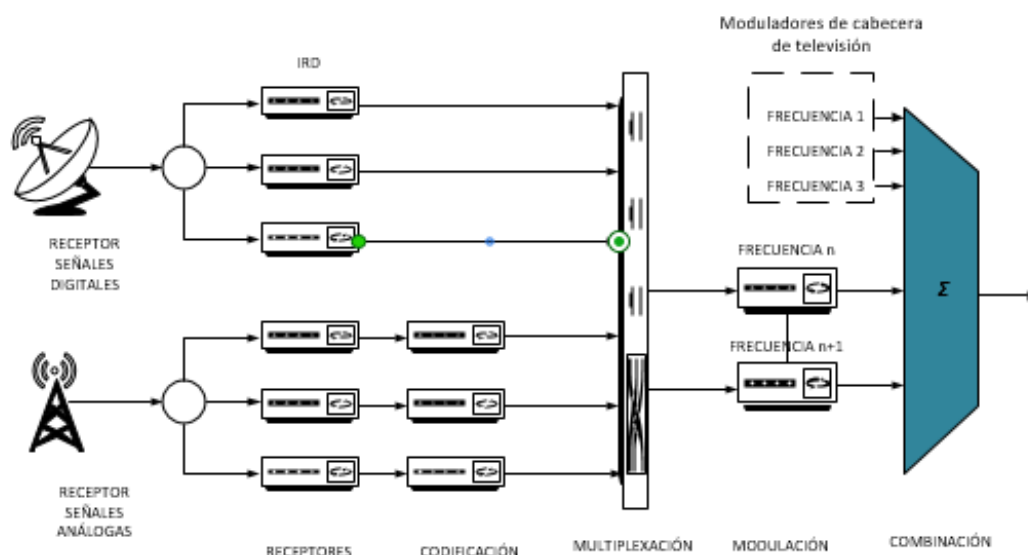 Moduladores de cabecera
de televisión
IRD
FRECUENCIA 1
FRECUENCIA 2
FRECUENCIA 3
RECEPTOR
SEÑALES
DIGITALES
FRECUENCIA n
Σ
FRECUENCIA n+1
RECEPTOR
SEÑALES
ANÁLOGAS
RECEPTORES
CODIFICACIÓN
MULTIPLEXACIÓN
MODULACIÓN
COMBINACIÓN